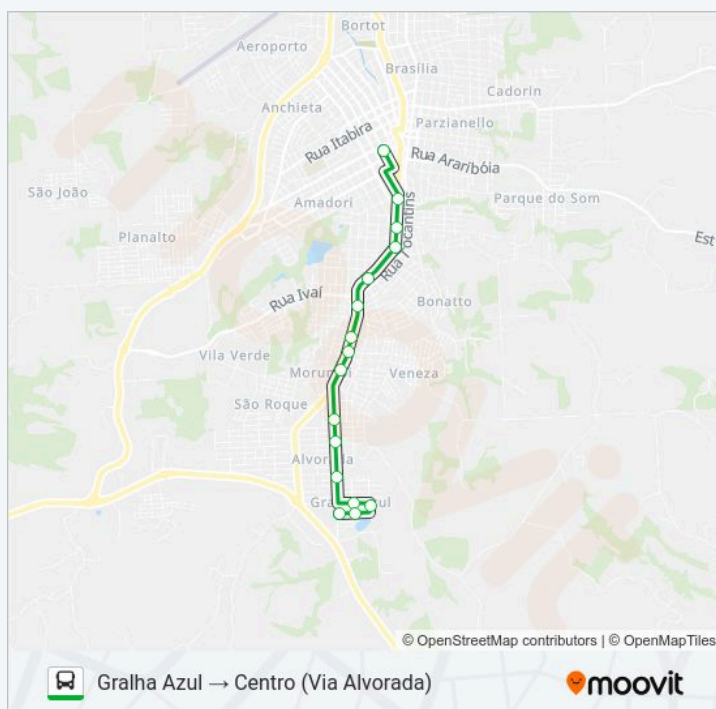 Bortot
Aeroporto
Brasília
Cadorin
Anchieta
Parzianello
Rua Itabira
Rua Araribóia
São João
Parque do Som
Amadori
Rua Tocantins
Planalto
Est
Rua Ivaí
Bonatto
Vila Verde
Veneza
São Roque
© OpenStreetMap contributors | © OpenMapTiles
Gralha Azul → Centro (Via Alvorada)
moovit